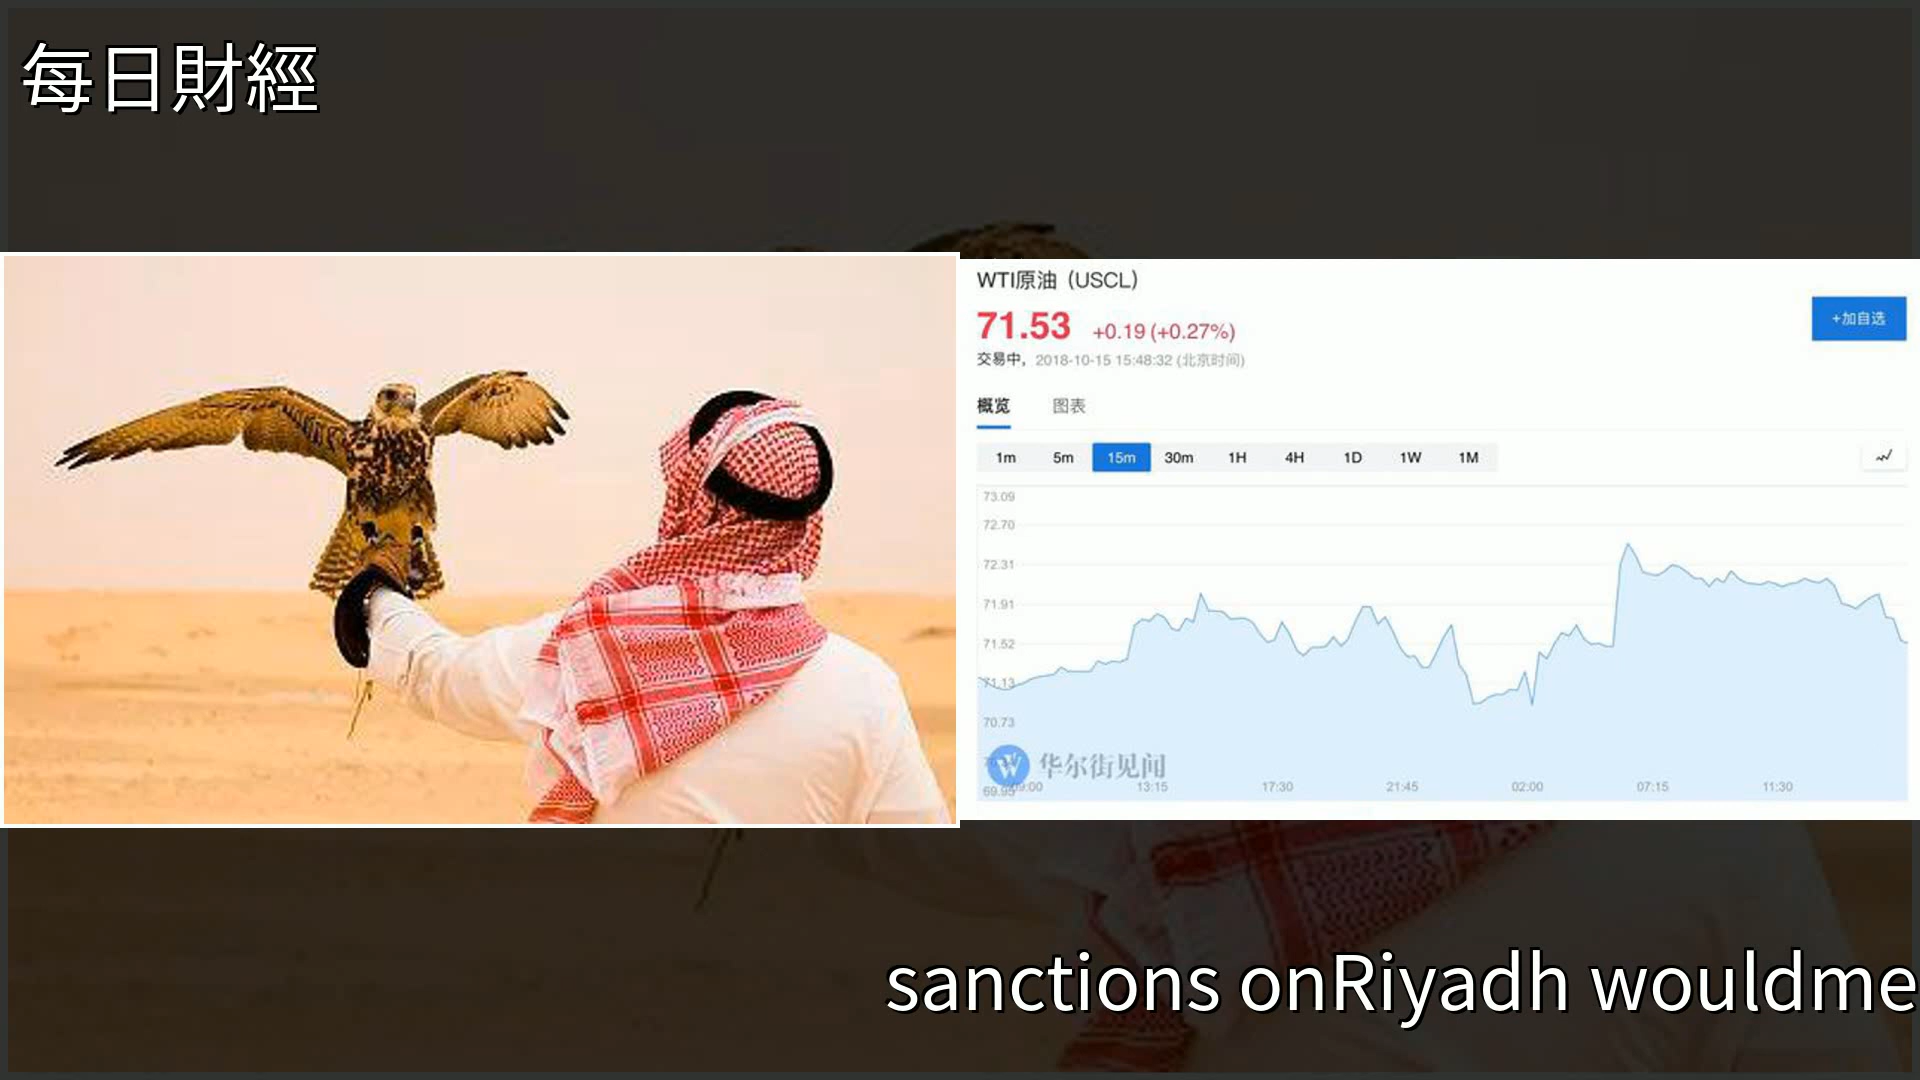 每日財經
WTI原油（USCL）
71.53 +0.19 (+0.27%)
+加自选
交易中，2018-10-15 15:48:32 (北京时间)
概览 图表
1m 5m 15m 30m 1H 4H 1D 1W 1M
73.09
72.70
72.31
71.91
71.52
71.13
70.73
华尔街见闻
69.95
09:00 13:15 17:30 21:45 02:00 07:15 11:30
sanctions onRiyadh wouldme